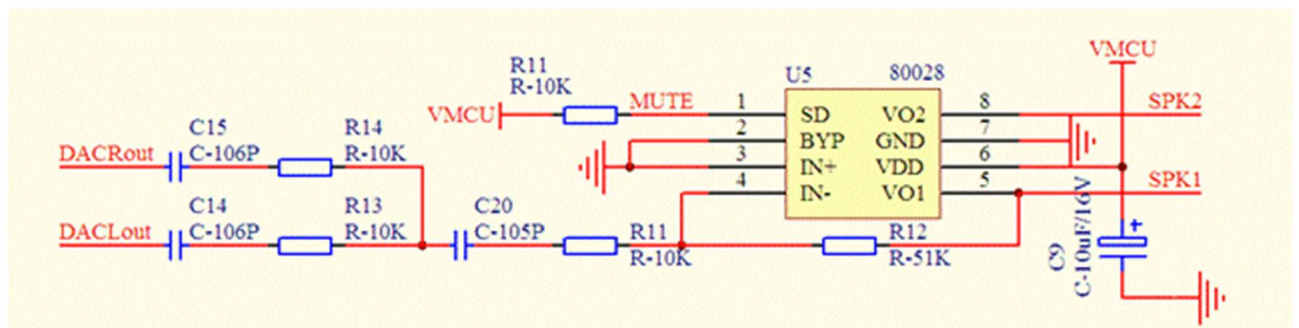 VMCU
R11
R-10K
MUTE
VMCU
U5
80028
1
SD
VO2
8
SPK2
2
BYP
GND
7
3
IN+
VDD
6
4
IN-
VO1
5
SPK1
C15
C-106P
R14
R-10K
DACRout
C14
C-106P
R13
R-10K
DACLout
C20
C-105P
R11
R-10K
R12
R-51K
C9
C-10uF/16V
+